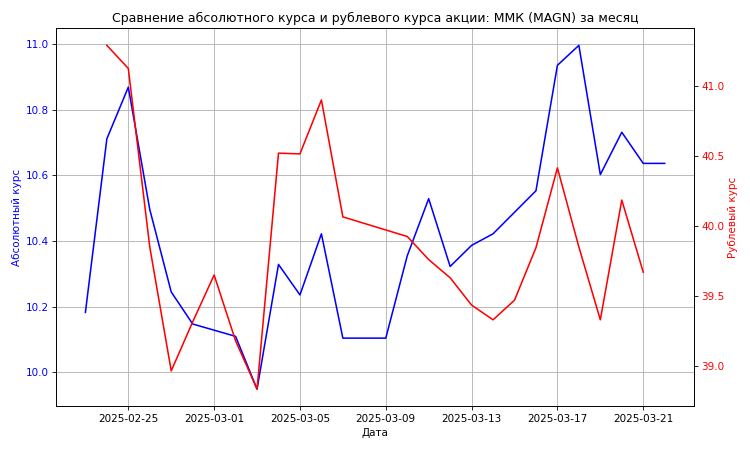 Сравнение абсолютного курса и рублевого курса акции: ММК (MAGN) за месяц
11.0
10.8
10.6
10.4
10.2
10.0
Абсолютный курс
41.0
40.5
40.0
39.5
39.0
Рублевый курс
2025-02-25 2025-03-01 2025-03-05 2025-03-09 2025-03-13 2025-03-17 2025-03-21
Дата